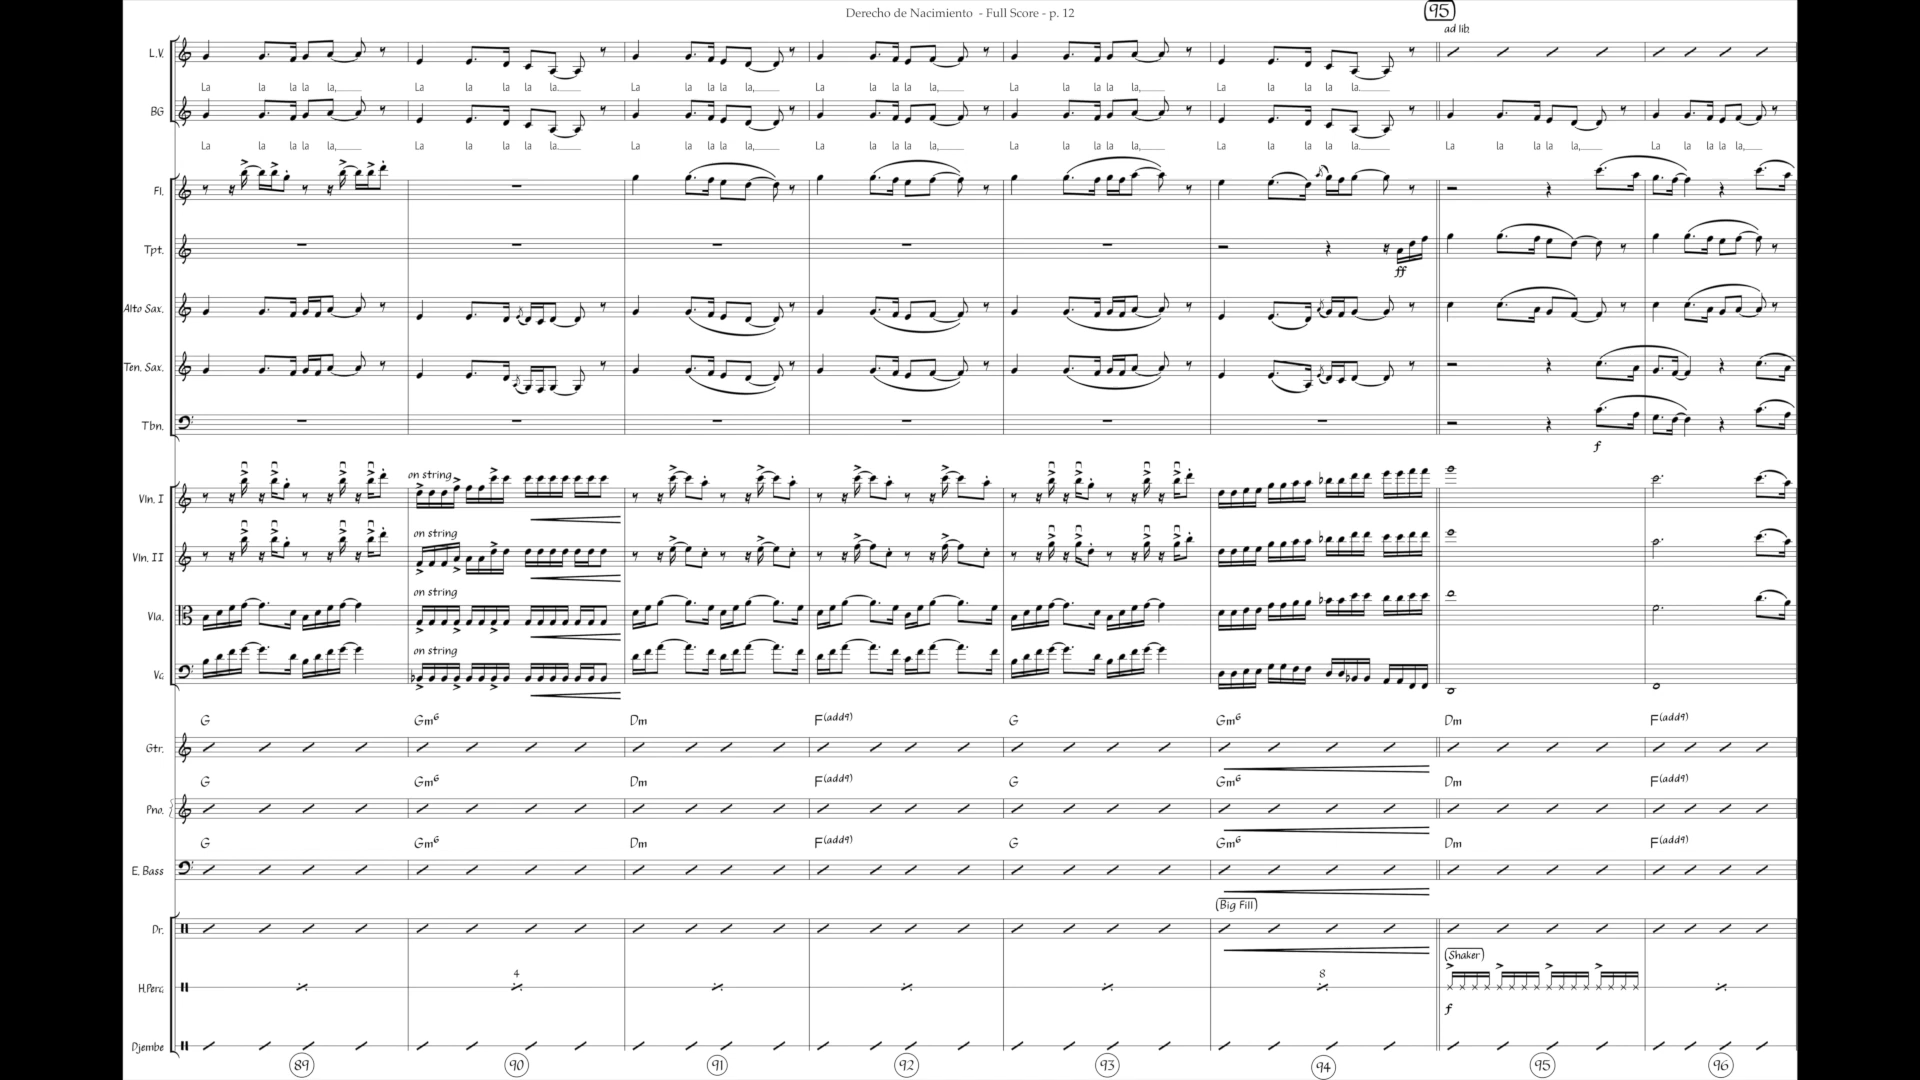 Derecho de Nacimiento - Full Score - p. 12
95
ad lib.
L.V.
La la la la la, La la la la la. La la la la la, La la la la la, La la la la la, La la la la la.
BG
La la la la la, La la la la la. La la la la la, La la la la la, La la la la la, La la la la la. La la la la la, La la la la la,
Fl.
Tpt.
ff
Alto Sax.
Ten. Sax.
Tbn.
f
on string
Vln. I
on string
Vln. II
on string
Vla.
on string
Vc.
G Gm6 Dm F(add9) G Gm6 Dm F(add9)
Gtr.
G Gm6 Dm F(add9) G Gm6 Dm F(add9)
Pno.
G Gm6 Dm F(add9) G Gm6 Dm F(add9)
E. Bass
(Big Fill)
Dr.
(Shaker)
4 8
H.Perc.
f
Djembe
89 90 91 92 93 94 95 96